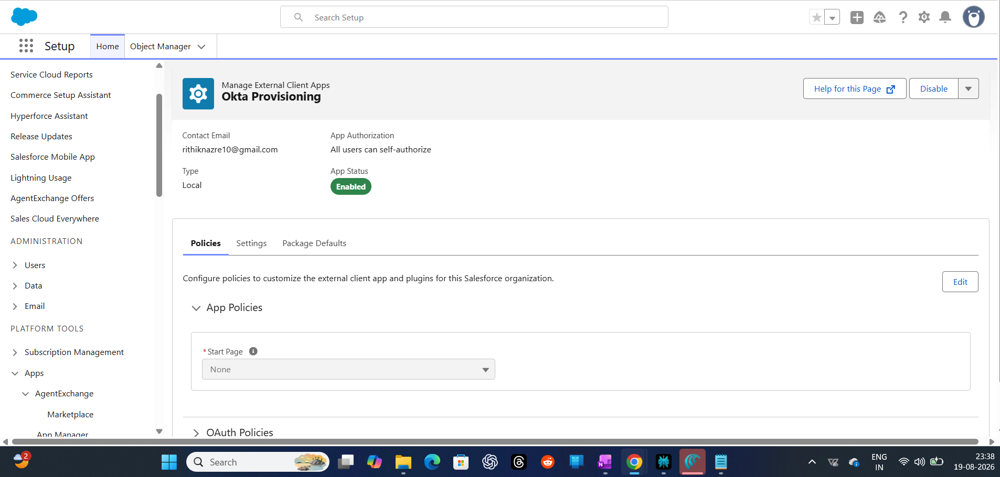 Search Setup
Setup
Home
Object Manager
Service Cloud Reports
Commerce Setup Assistant
Hyperforce Assistant
Release Updates
Salesforce Mobile App
Lightning Usage
AgentExchange Offers
Sales Cloud Everywhere
ADMINISTRATION
Users
Data
Email
PLATFORM TOOLS
Subscription Management
Apps
AgentExchange
Marketplace
App Manager
Manage External Client Apps
Okta Provisioning
Help for this Page
Disable
Contact Email
rithiknazre10@gmail.com
App Authorization
All users can self-authorize
Type
Local
App Status
Enabled
Policies
Settings
Package Defaults
Configure policies to customize the external client app and plugins for this Salesforce organization.
Edit
App Policies
*Start Page
None
OAuth Policies
2
Search
ENG
IN
23:38
19-08-2026